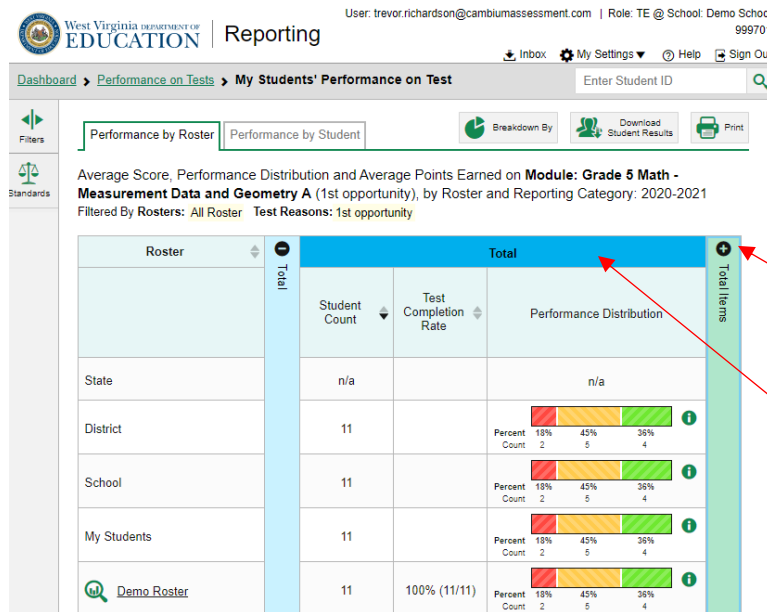 User: trevor.richardson@cambiumassessment.com | Role: TE @ School: Demo Schoo
99970
West Virginia DEPARTMENT OF
EDUCATION
Reporting
Inbox My Settings ▼ Help Sign Ou
Dashboard Performance on Tests My Students' Performance on Test Enter Student ID
Filters
Standards
Performance by Roster Performance by Student Breakdown By Download Student Results Print
Average Score, Performance Distribution and Average Points Earned on Module: Grade 5 Math -
Measurement Data and Geometry A (1st opportunity), by Roster and Reporting Category: 2020-2021
Filtered By Rosters: All Roster Test Reasons: 1st opportunity
Roster Total Total Total Items
Student Count Test Completion Rate Performance Distribution
State n/a n/a
District 11
Percent 18% 45% 36%
Count 2 5 4
School 11
Percent 18% 45% 36%
Count 2 5 4
My Students 11
Percent 18% 45% 36%
Count 2 5 4
Demo Roster 11 100% (11/11)
Percent 18% 45% 36%
Count 2 5 4